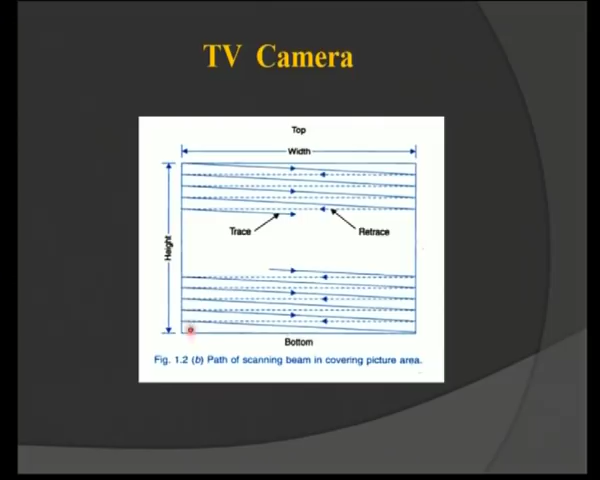 TV Camera
Top
Width
Trace
Retrace
Height
Bottom
Fig. 1.2 (b) Path of scanning beam in covering picture area.